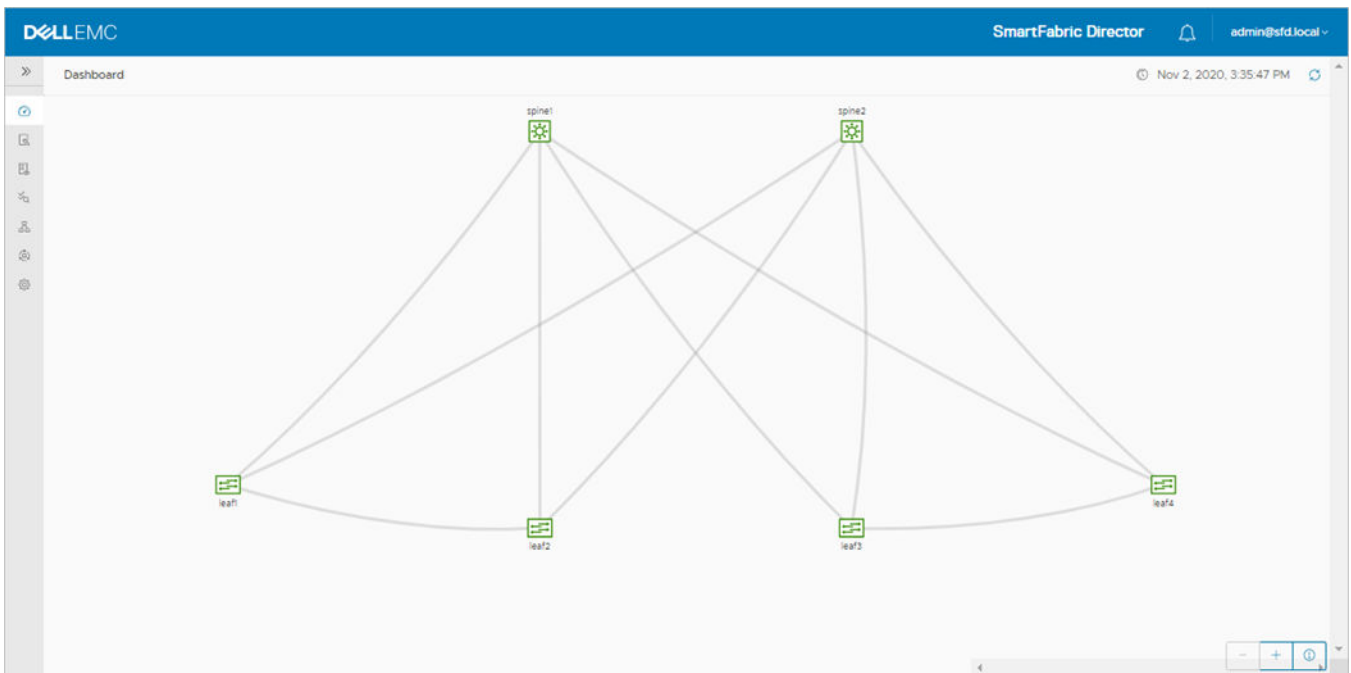 DELLEMC
SmartFabric Director
admin@sfd.local
Dashboard
Nov 2, 2020, 3:35:47 PM
spine1
spine2
leaf1
leaf4
leaf2
leaf3